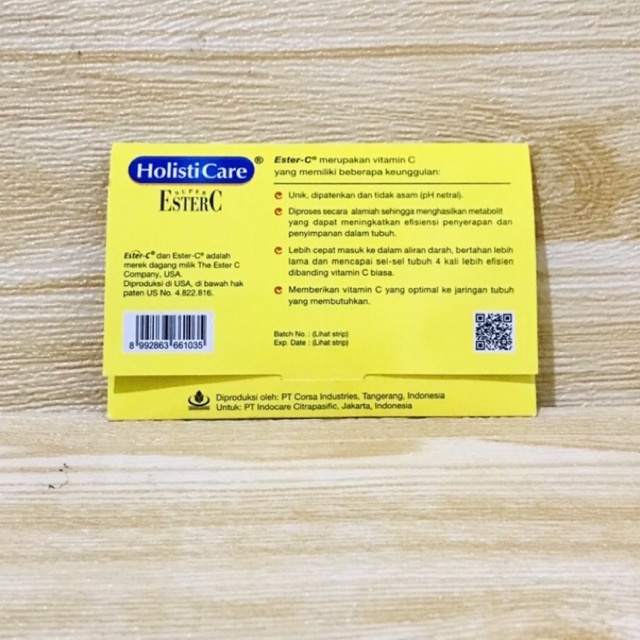 HolistiCare®
SUPER
ESTERC
Ester-C® dan Ester-C® adalah
merek dagang milik The Ester C
Company, USA.
Diproduksi di USA, di bawah hak
paten US No. 4.822.816.
8 992863 661035
Ester-C® merupakan vitamin C
yang memiliki beberapa keunggulan:
Unik, dipatenkan dan tidak asam (pH netral).
Diproses secara alamiah sehingga menghasilkan metabolit
yang dapat meningkatkan efisiensi penyerapan dan
penyimpanan dalam tubuh.
Lebih cepat masuk ke dalam aliran darah, bertahan lebih
lama dan mencapai sel-sel tubuh 4 kali lebih efisien
dibanding vitamin C biasa.
Memberikan vitamin C yang optimal ke jaringan tubuh
yang membutuhkan.
Batch No. : (Lihat strip)
Exp. Date : (Lihat strip)
Diproduksi oleh: PT Corsa Industries, Tangerang, Indonesia
Untuk: PT Indocare Citrapasific, Jakarta, Indonesia